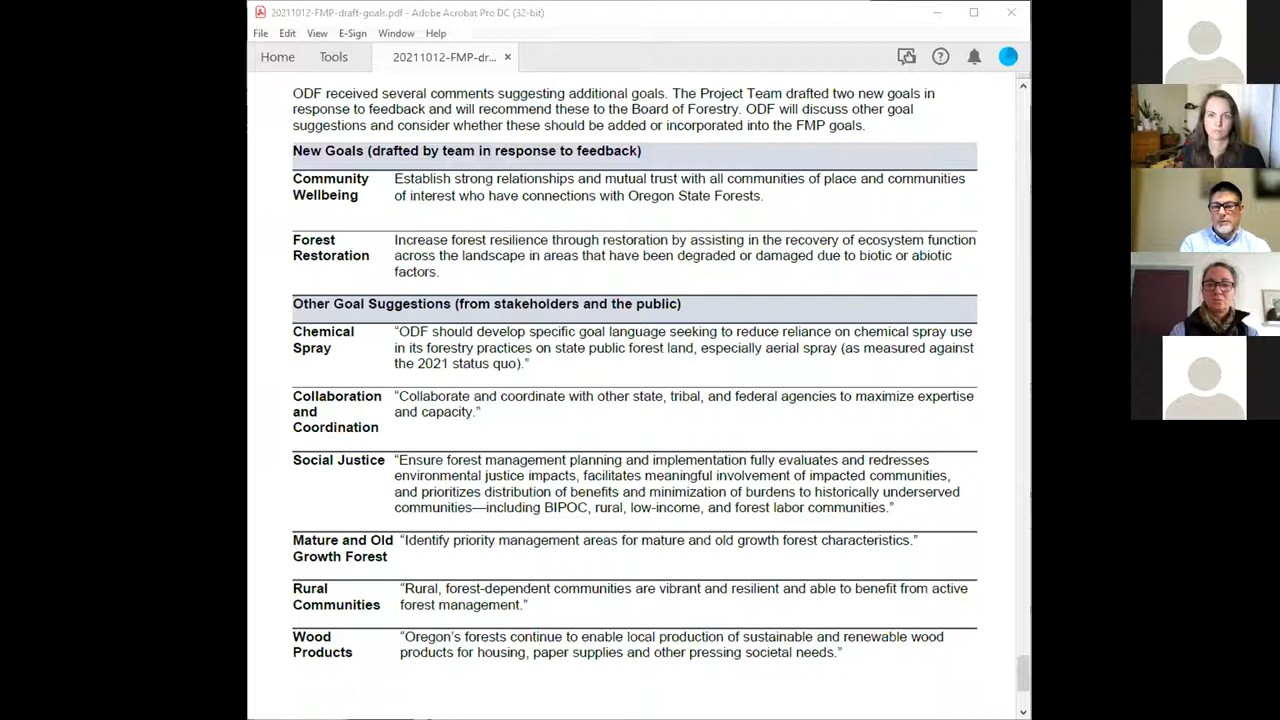 20211012-FMP-draft-goals.pdf - Adobe Acrobat Pro DC (32-bit)
File Edit View E-Sign Window Help
Home Tools 20211012-FMP-dr... ×
ODF received several comments suggesting additional goals. The Project Team drafted two new goals in
response to feedback and will recommend these to the Board of Forestry. ODF will discuss other goal
suggestions and consider whether these should be added or incorporated into the FMP goals.
New Goals (drafted by team in response to feedback)
Community Wellbeing
Establish strong relationships and mutual trust with all communities of place and communities
of interest who have connections with Oregon State Forests.
Forest Restoration
Increase forest resilience through restoration by assisting in the recovery of ecosystem function
across the landscape in areas that have been degraded or damaged due to biotic or abiotic
factors.
Other Goal Suggestions (from stakeholders and the public)
Chemical Spray
“ODF should develop specific goal language seeking to reduce reliance on chemical spray use
in its forestry practices on state public forest land, especially aerial spray (as measured against
the 2021 status quo).”
Collaboration and Coordination
“Collaborate and coordinate with other state, tribal, and federal agencies to maximize expertise
and capacity.”
Social Justice
“Ensure forest management planning and implementation fully evaluates and redresses
environmental justice impacts, facilitates meaningful involvement of impacted communities,
and prioritizes distribution of benefits and minimization of burdens to historically underserved
communities—including BIPOC, rural, low-income, and forest labor communities.”
Mature and Old Growth Forest
“Identify priority management areas for mature and old growth forest characteristics.”
Rural Communities
“Rural, forest-dependent communities are vibrant and resilient and able to benefit from active
forest management.”
Wood Products
“Oregon’s forests continue to enable local production of sustainable and renewable wood
products for housing, paper supplies and other pressing societal needs.”